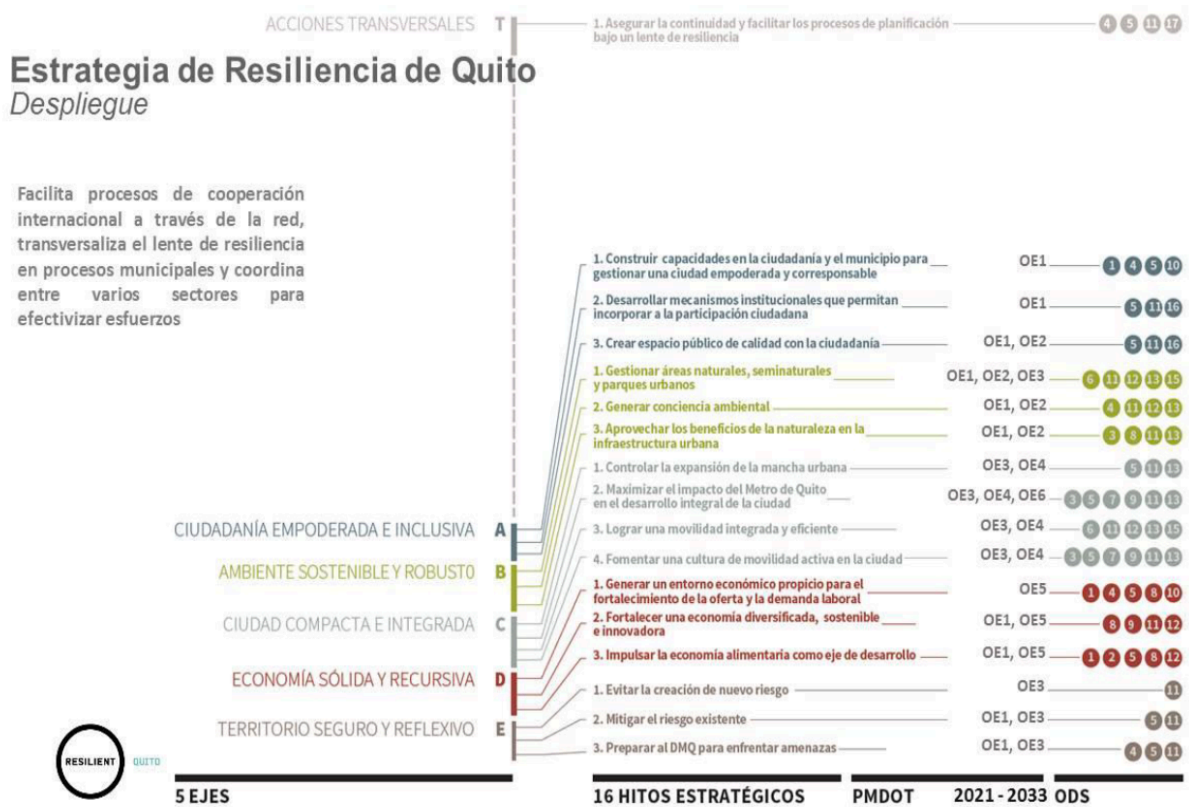 ACCIONES TRANSVERSALES T
1. Asegurar la continuidad y facilitar los procesos de planificación
bajo un lente de resiliencia
4 5 11 17
Estrategia de Resiliencia de Quito
Despliegue
Facilita procesos de cooperación
internacional a través de la red,
transversaliza el lente de resiliencia
en procesos municipales y coordina
entre varios sectores para
efectivizar esfuerzos
1. Construir capacidades en la ciudadanía y el municipio para
gestionar una ciudad empoderada y corresponsable
OE1
1 4 5 10
2. Desarrollar mecanismos institucionales que permitan
incorporar a la participación ciudadana
OE1
5 11 16
3. Crear espacio público de calidad con la ciudadanía
OE1, OE2
5 11 16
1. Gestionar áreas naturales, seminaturales
y parques urbanos
OE1, OE2, OE3
6 11 12 13 15
2. Generar conciencia ambiental
OE1, OE2
4 11 12 13
3. Aprovechar los beneficios de la naturaleza en la
infraestructura urbana
OE1, OE2
3 8 11 13
1. Controlar la expansión de la mancha urbana
OE3, OE4
5 11 13
2. Maximizar el impacto del Metro de Quito
en el desarrollo integral de la ciudad
OE3, OE4, OE6
3 5 7 9 11 13
3. Lograr una movilidad integrada y eficiente
OE3, OE4
6 11 12 13 15
4. Fomentar una cultura de movilidad activa en la ciudad
OE3, OE4
3 5 7 9 11 13
1. Generar un entorno económico propicio para el
fortalecimiento de la oferta y la demanda laboral
OE5
1 4 5 8 10
2. Fortalecer una economía diversificada, sostenible
e innovadora
OE1, OE5
8 9 11 12
3. Impulsar la economía alimentaria como eje de desarrollo
OE1, OE5
1 2 5 8 12
1. Evitar la creación de nuevo riesgo
OE3
11
2. Mitigar el riesgo existente
OE1, OE3
5 11
3. Preparar al DMQ para enfrentar amenazas
OE1, OE3
4 5 11
CIUDADANÍA EMPODERADA E INCLUSIVA A
AMBIENTE SOSTENIBLE Y ROBUSTO B
CIUDAD COMPACTA E INTEGRADA C
ECONOMÍA SÓLIDA Y RECURSIVA D
TERRITORIO SEGURO Y REFLEXIVO E
RESILIENT QUITO
5 EJES
16 HITOS ESTRATÉGICOS
PMDOT 2021 - 2033
ODS